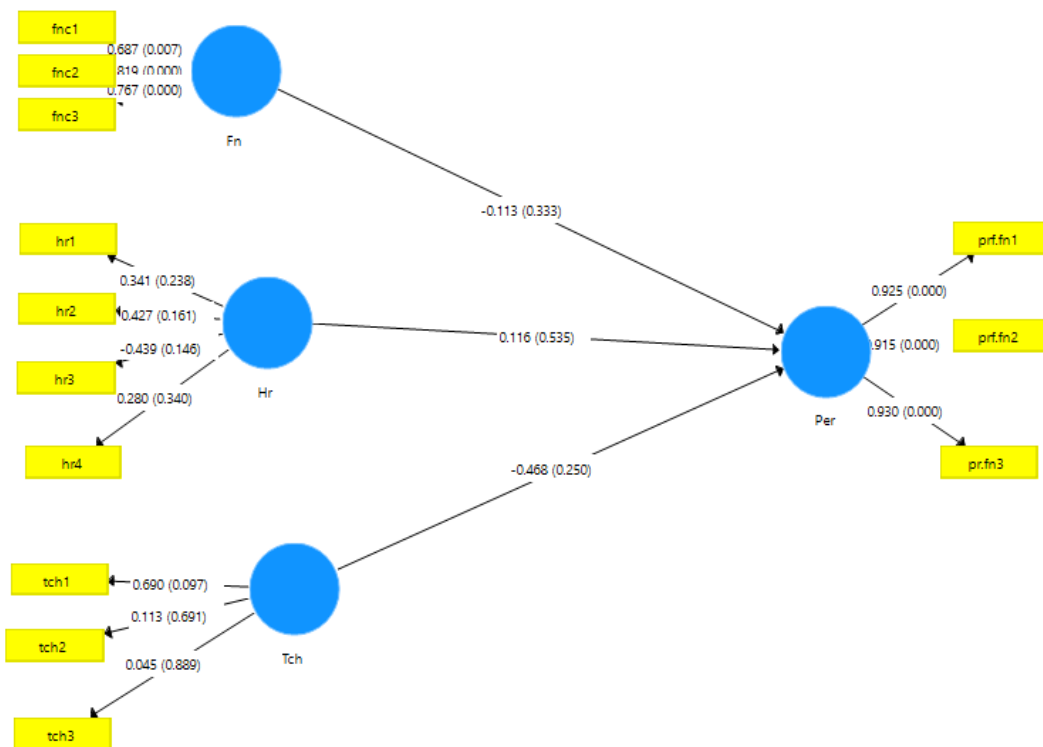 fnc1
0.687 (0.007)
fnc2
.819 (0.000)
0.767 (0.000)
fnc3
Fn
-0.113 (0.333)
hr1
0.341 (0.238)
hr2
0.427 (0.161)
-0.439 (0.146)
hr3
0.280 (0.340)
Hr
hr4
0.116 (0.535)
prf.fn1
0.925 (0.000)
prf.fn2
.915 (0.000)
0.930 (0.000)
Per
pr.fn3
-0.468 (0.250)
tch1
0.690 (0.097)
0.113 (0.691)
tch2
0.045 (0.889)
Tch
tch3